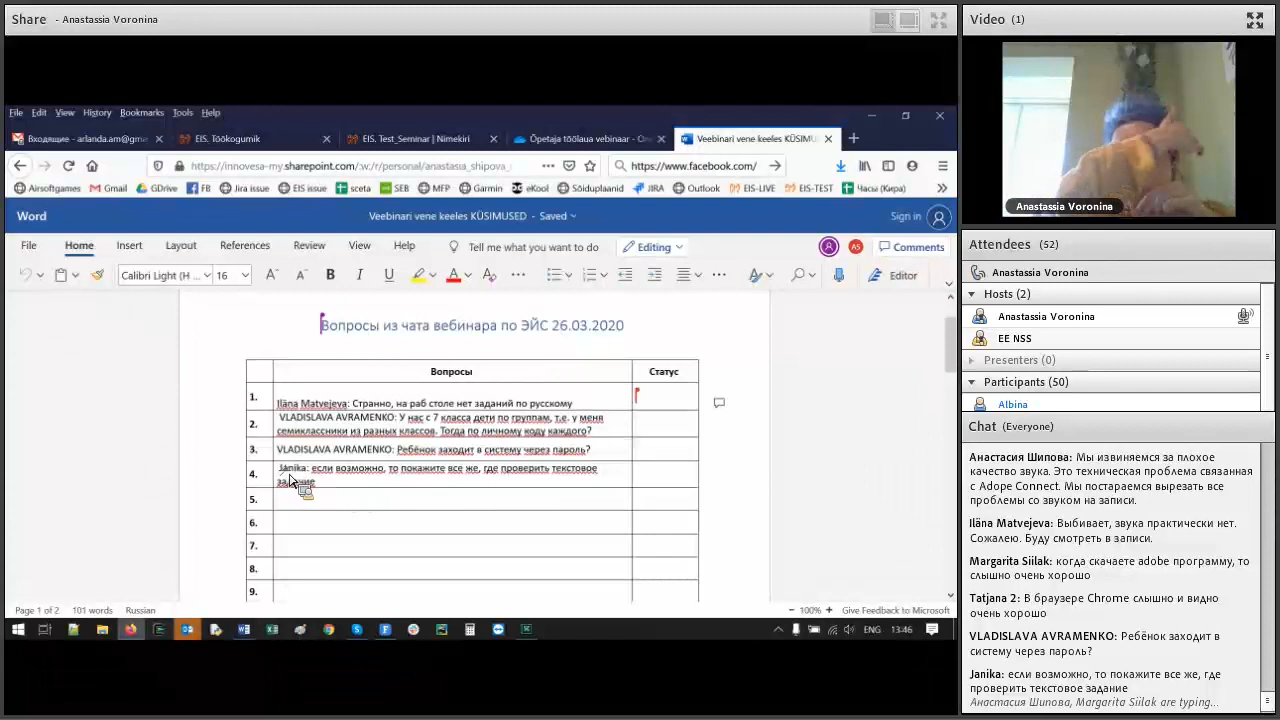 Share - Anastassia Voronina
File Edit View History Bookmarks Tools Help
Входящие - arlanda.am@gm
EIS, Töökogumik
EIS, Test_Seminar | Nimekiri
Õpetaja töölaua vebinaar - On
Veebinari vene keeles KÜSIMU
https://innovesa-my.sharepoint.com/:w:/r/personal/anastasia_shipova_
https://www.facebook.com/
Airsoftgames Gmail GDrive FB Jira issue EIS issue sceta SEB MFP Garmin eKool Sõiduplaanid JIRA Outlook EIS-LIVE EIS-TEST Часы (Кира)
Word
Veebinari vene keeles KÜSIMUSED - Saved
Sign in
File Home Insert Layout References Review View Help Tell me what you want to do Editing AS Comments
Calibri Light (H... 16 A A B I U A A Editor
Вопросы из чата вебинара по ЭЙС 26.03.2020
Вопросы Статус
1. Iläna Matvejeva: Странно, на раб столе нет заданий по русскому
2. VLADISLAVA AVRAMENKO: У нас с 7 класса дети по группам, т.е. у меня
семиклассники из разных классов. Тогда по личному коду каждого?
3. VLADISLAVA AVRAMENKO: Ребёнок заходит в систему через пароль?
4. Janika: если возможно, то покажите все же, где проверить текстовое
задание
5.
6.
7.
8.
9.
Page 1 of 2 101 words Russian
100% Give Feedback to Microsoft
ENG 13:46
Video (1)
Anastassia Voronina
Attendees (52)
Anastassia Voronina
Hosts (2)
Anastassia Voronina
EE NSS
Presenters (0)
Participants (50)
Albina
Chat (Everyone)
Анастасия Шипова: Мы извиняемся за плохое
качество звука. Это техническая проблема связанная
с Adope Connect. Мы постараемся вырезать все
проблемы со звуком на записи.
Iläna Matvejeva: Выбивает, звука практически нет.
Сожалею. Буду смотреть в записи.
Margarita Siilak: когда скачаете adobe программу, то
слышно очень хорошо
Tatjana 2: В браузере Chrome слышно и видно
очень хорошо
VLADISLAVA AVRAMENKO: Ребёнок заходит в
систему через пароль?
Janika: если возможно, то покажите все же, где
проверить текстовое задание
Анастасия Шипова, Margarita Siilak are typing...